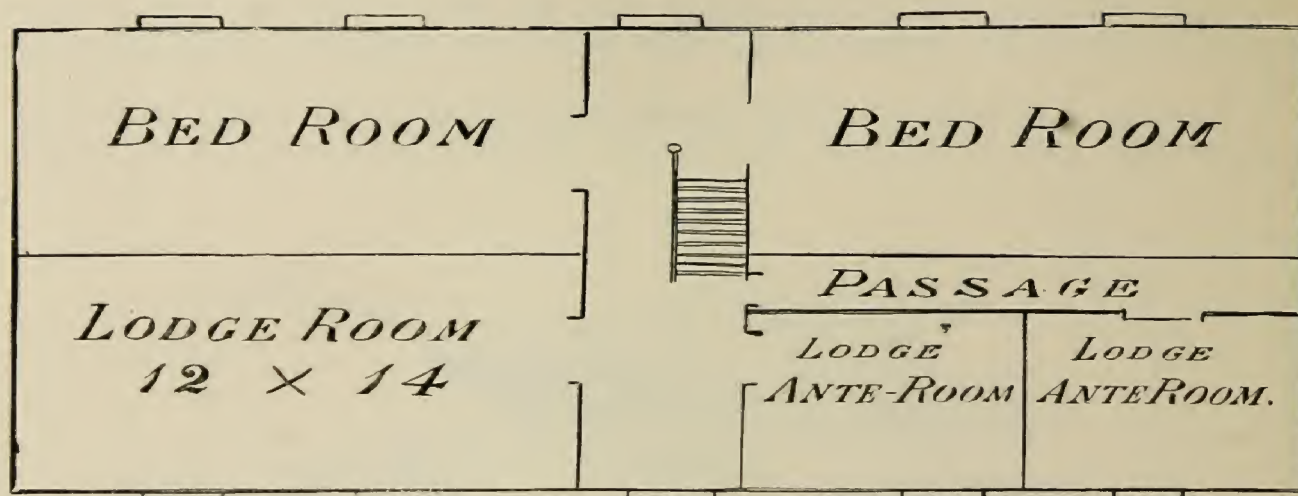 BED ROOM
BED ROOM
PASSAGE
LODGE ROOM
12 X 14
LODGE
ANTE-ROOM
LODGE
ANTEROOM.